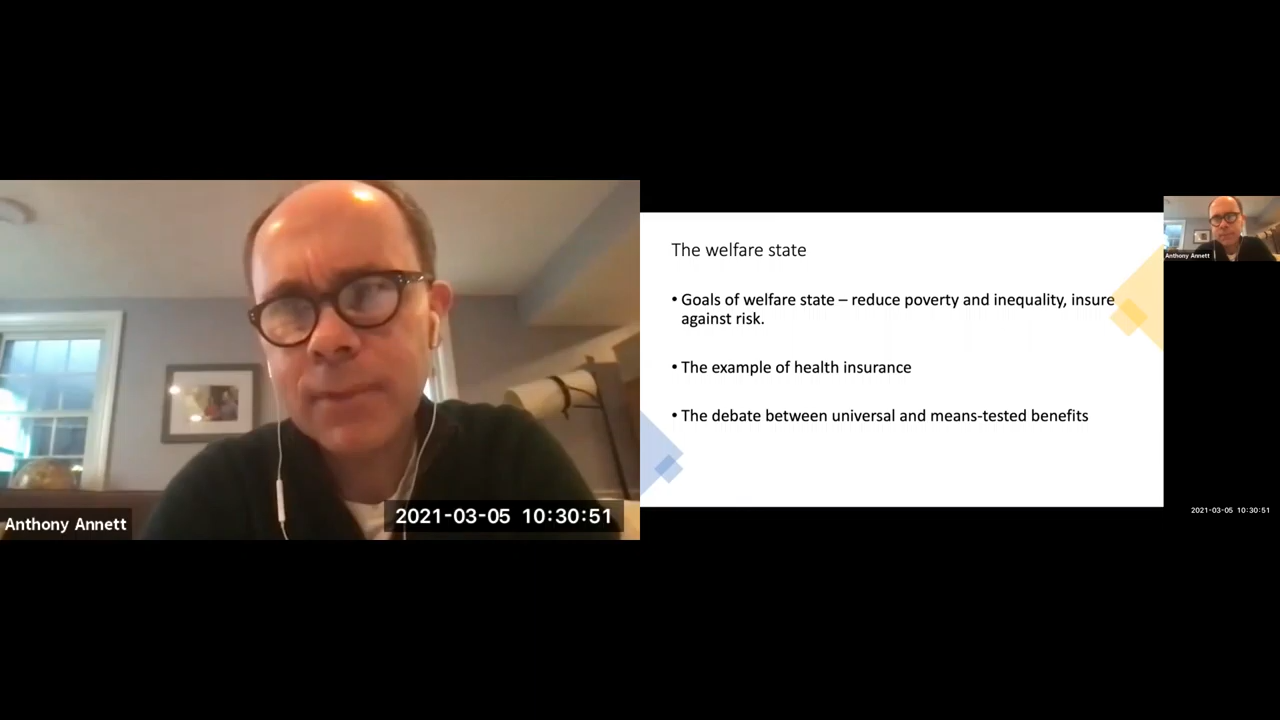 Anthony Annett
2021-03-05 10:30:51
The welfare state
• Goals of welfare state – reduce poverty and inequality, insure
against risk.
• The example of health insurance
• The debate between universal and means-tested benefits
Anthony Annett
2021-03-05 10:30:51